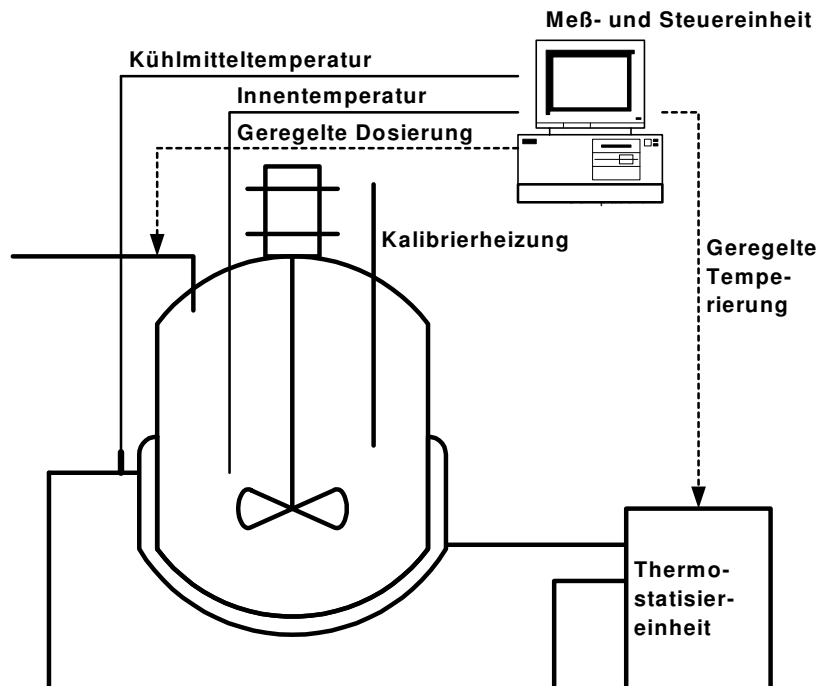 Meß- und Steuereinheit
Kühlmitteltemperatur
Innentemperatur
Geregelte Dosierung
Kalibrierheizung
Geregelte
Tempe-
rierung
Thermo-
statisier-
einheit